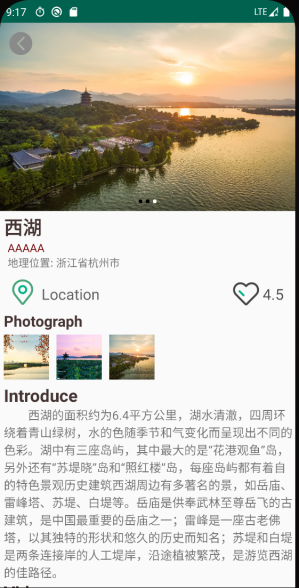 9:17
LTE
西湖
AAAAA
地理位置: 浙江省杭州市
Location
4.5
Photograph
Introduce
西湖的面积约为6.4平方公里，湖水清澈，四周环
绕着青山绿树，水的色随季节和气变化而呈现出不同的
色彩。湖中有三座岛屿，其中最大的是“花港观鱼”岛，
另外还有“苏堤晓”岛和“照红楼”岛，每座岛屿都有着自
的特色景观历史建筑西湖周边有多著名的景，如岳庙、
雷峰塔、苏堤、白堤等。岳庙是供奉武林至尊岳飞的古
建筑，是中国最重要的岳庙之一；雷峰是一座古老佛
塔，以其独特的形状和悠久的历史而知名；苏堤和白堤
是两条连接岸的人工堤岸，沿途植被繁茂，是游览西湖
的佳路径。